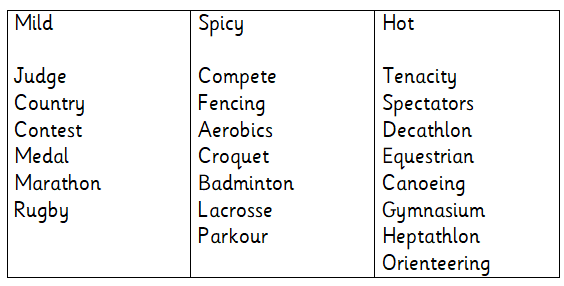 Mild
Judge
Country
Contest
Medal
Marathon
Rugby
Spicy
Compete
Fencing
Aerobics
Croquet
Badminton
Lacrosse
Parkour
Hot
Tenacity
Spectators
Decathlon
Equestrian
Canoeing
Gymnasium
Heptathlon
Orienteering